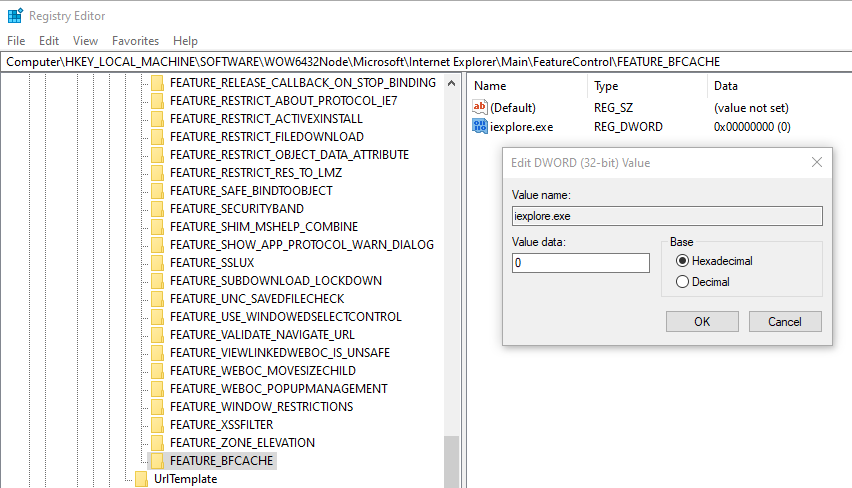 Registry Editor
File Edit View Favorites Help
Computer\HKEY_LOCAL_MACHINE\SOFTWARE\WOW6432Node\Microsoft\Internet Explorer\Main\FeatureControl\FEATURE_BFCACHE
FEATURE_RELEASE_CALLBACK_ON_STOP_BINDING
FEATURE_RESTRICT_ABOUT_PROTOCOL_IE7
FEATURE_RESTRICT_ACTIVEXINSTALL
FEATURE_RESTRICT_FILEDOWNLOAD
FEATURE_RESTRICT_OBJECT_DATA_ATTRIBUTE
FEATURE_RESTRICT_RES_TO_LMZ
FEATURE_SAFE_BINDTOOBJECT
FEATURE_SECURITYBAND
FEATURE_SHIM_MSHELP_COMBINE
FEATURE_SHOW_APP_PROTOCOL_WARN_DIALOG
FEATURE_SSLUX
FEATURE_SUBDOWNLOAD_LOCKDOWN
FEATURE_UNC_SAVEDFILECHECK
FEATURE_USE_WINDOWEDSELECTCONTROL
FEATURE_VALIDATE_NAVIGATE_URL
FEATURE_VIEWLINKEDWEBOC_IS_UNSAFE
FEATURE_WEBOC_MOVESIZECHILD
FEATURE_WEBOC_POPUPMANAGEMENT
FEATURE_WINDOW_RESTRICTIONS
FEATURE_XSSFILTER
FEATURE_ZONE_ELEVATION
FEATURE_BFCACHE
UrlTemplate
Name Type Data
ab (Default) REG_SZ (value not set)
iexplore.exe REG_DWORD 0x00000000 (0)
Edit DWORD (32-bit) Value
Value name:
iexplore.exe
Value data:
0
Base
Hexadecimal
Decimal
OK Cancel